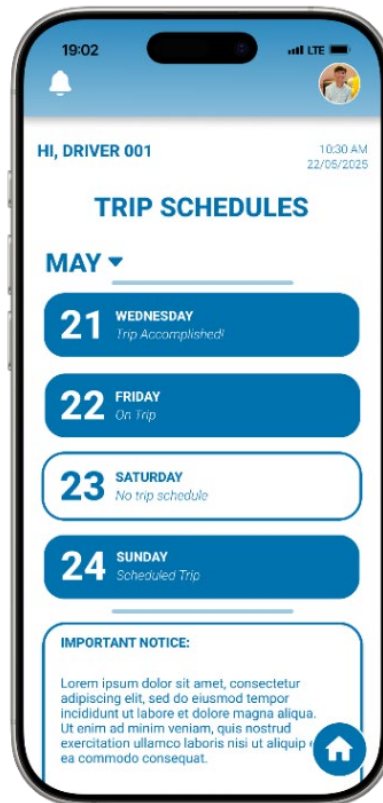 19:02
LTE
HI, DRIVER 001
10:30 AM
22/05/2025
TRIP SCHEDULES
MAY
21 WEDNESDAY
Trip Accomplished!
22 FRIDAY
On Trip
23 SATURDAY
No trip schedule
24 SUNDAY
Scheduled Trip
IMPORTANT NOTICE:
Lorem ipsum dolor sit amet, consectetur
adipiscing elit, sed do eiusmod tempor
incididunt ut labore et dolore magna aliqua.
Ut enim ad minim veniam, quis nostrud
exercitation ullamco laboris nisi ut aliquip
ea commodo consequat.